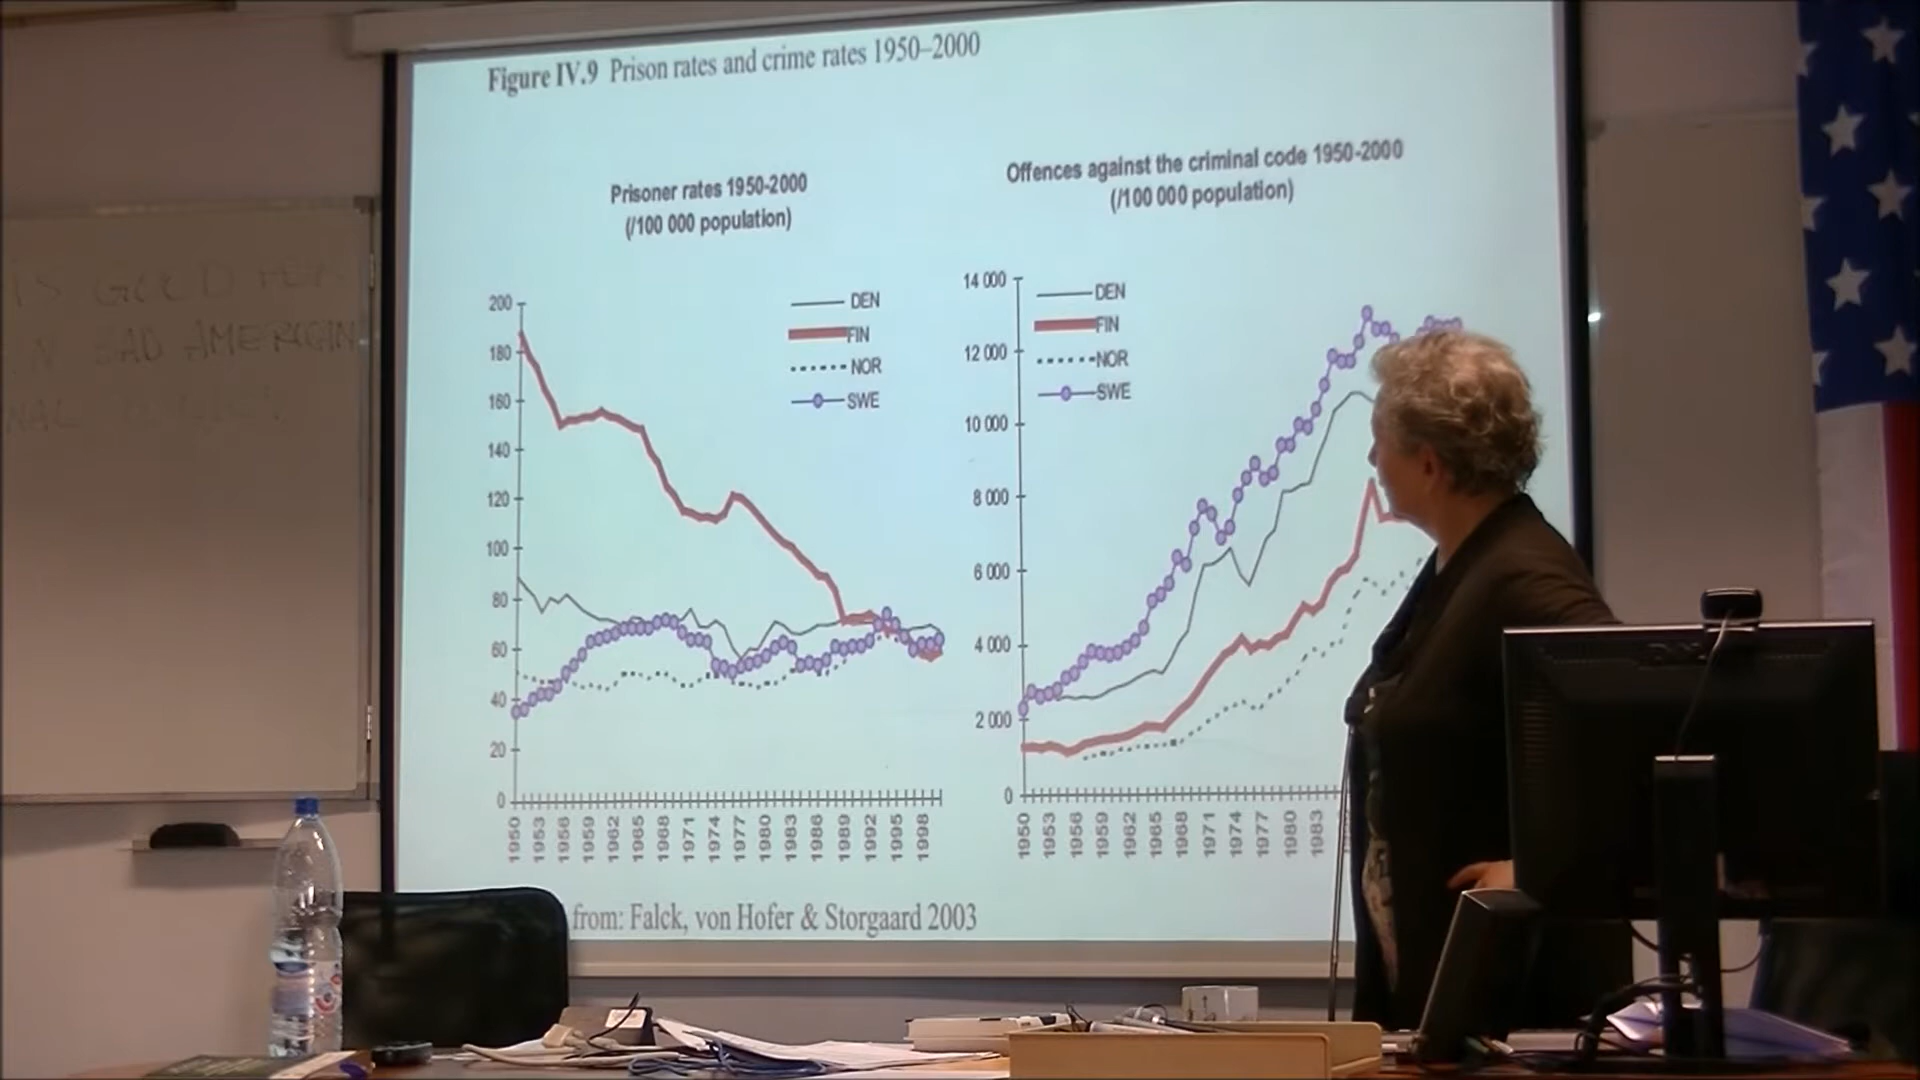 Figure IV.9 Prison rates and crime rates 1950–2000
Prisoner rates 1950-2000
(/100 000 population)
200
180
160
140
120
100
80
60
40
20
0
DEN
FIN
NOR
SWE
1950 1953 1956 1959 1962 1965 1968 1971 1974 1977 1980 1983 1986 1989 1992 1995 1998
Offences against the criminal code 1950-2000
(/100 000 population)
14 000
12 000
10 000
8 000
6 000
4 000
2 000
0
DEN
FIN
NOR
SWE
1950 1953 1956 1959 1962 1965 1968 1971 1974 1977 1980 1983
from: Falck, von Hofer & Storgaard 2003
IS GOOD FOR
BAD AMERICAN